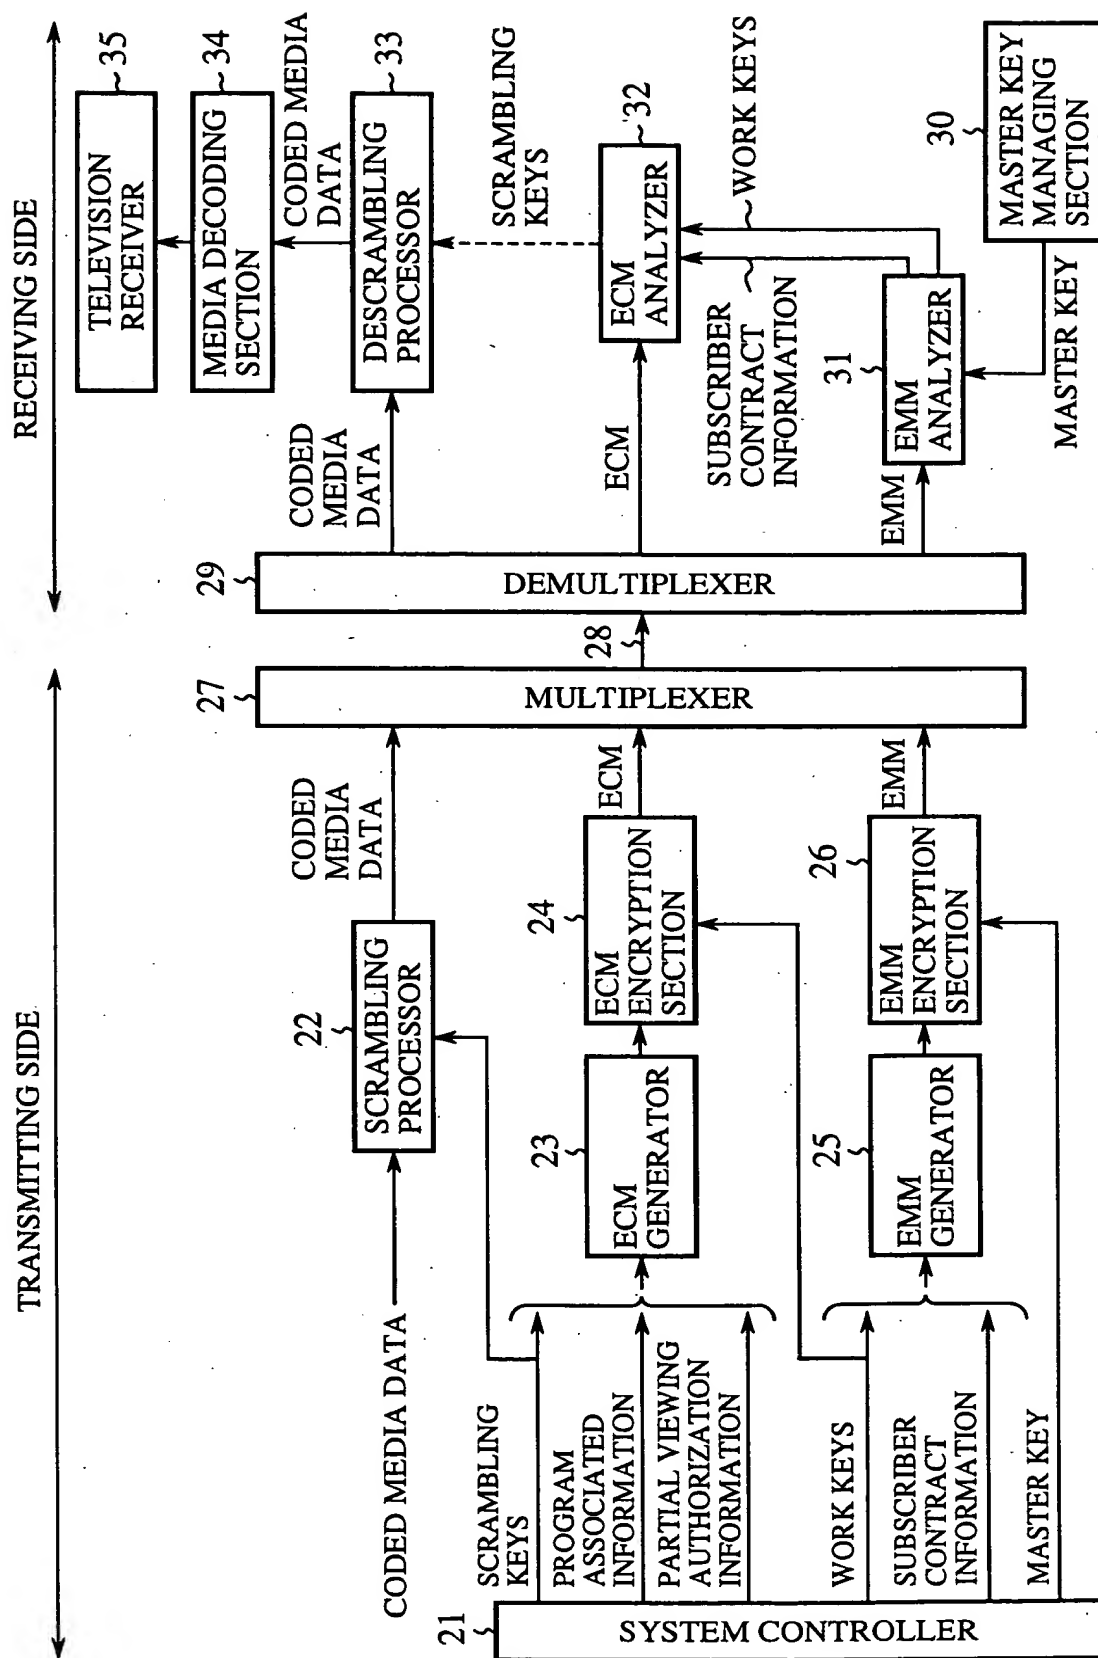 TRANSMITTING SIDE
RECEIVING SIDE
21
SYSTEM CONTROLLER
CODED MEDIA DATA
SCRAMBLING
KEYS
PROGRAM
ASSOCIATED
INFORMATION
PARTIAL VIEWING
AUTHORIZATION
INFORMATION
WORK KEYS
SUBSCRIBER
CONTRACT
INFORMATION
MASTER KEY
22
SCRAMBLING
PROCESSOR
23
ECM
GENERATOR
24
ECM
ENCRYPTION
SECTION
25
EMM
GENERATOR
26
EMM
ENCRYPTION
SECTION
CODED
MEDIA
DATA
ECM
EMM
27
MULTIPLEXER
28
29
DEMULTIPLEXER
CODED
MEDIA
DATA
ECM
EMM
35
TELEVISION
RECEIVER
34
MEDIA DECODING
SECTION
CODED MEDIA
DATA
33
DESCRAMBLING
PROCESSOR
SCRAMBLING
KEYS
32
ECM
ANALYZER
WORK KEYS
SUBSCRIBER
CONTRACT
INFORMATION
31
EMM
ANALYZER
MASTER KEY
30
MASTER KEY
MANAGING
SECTION